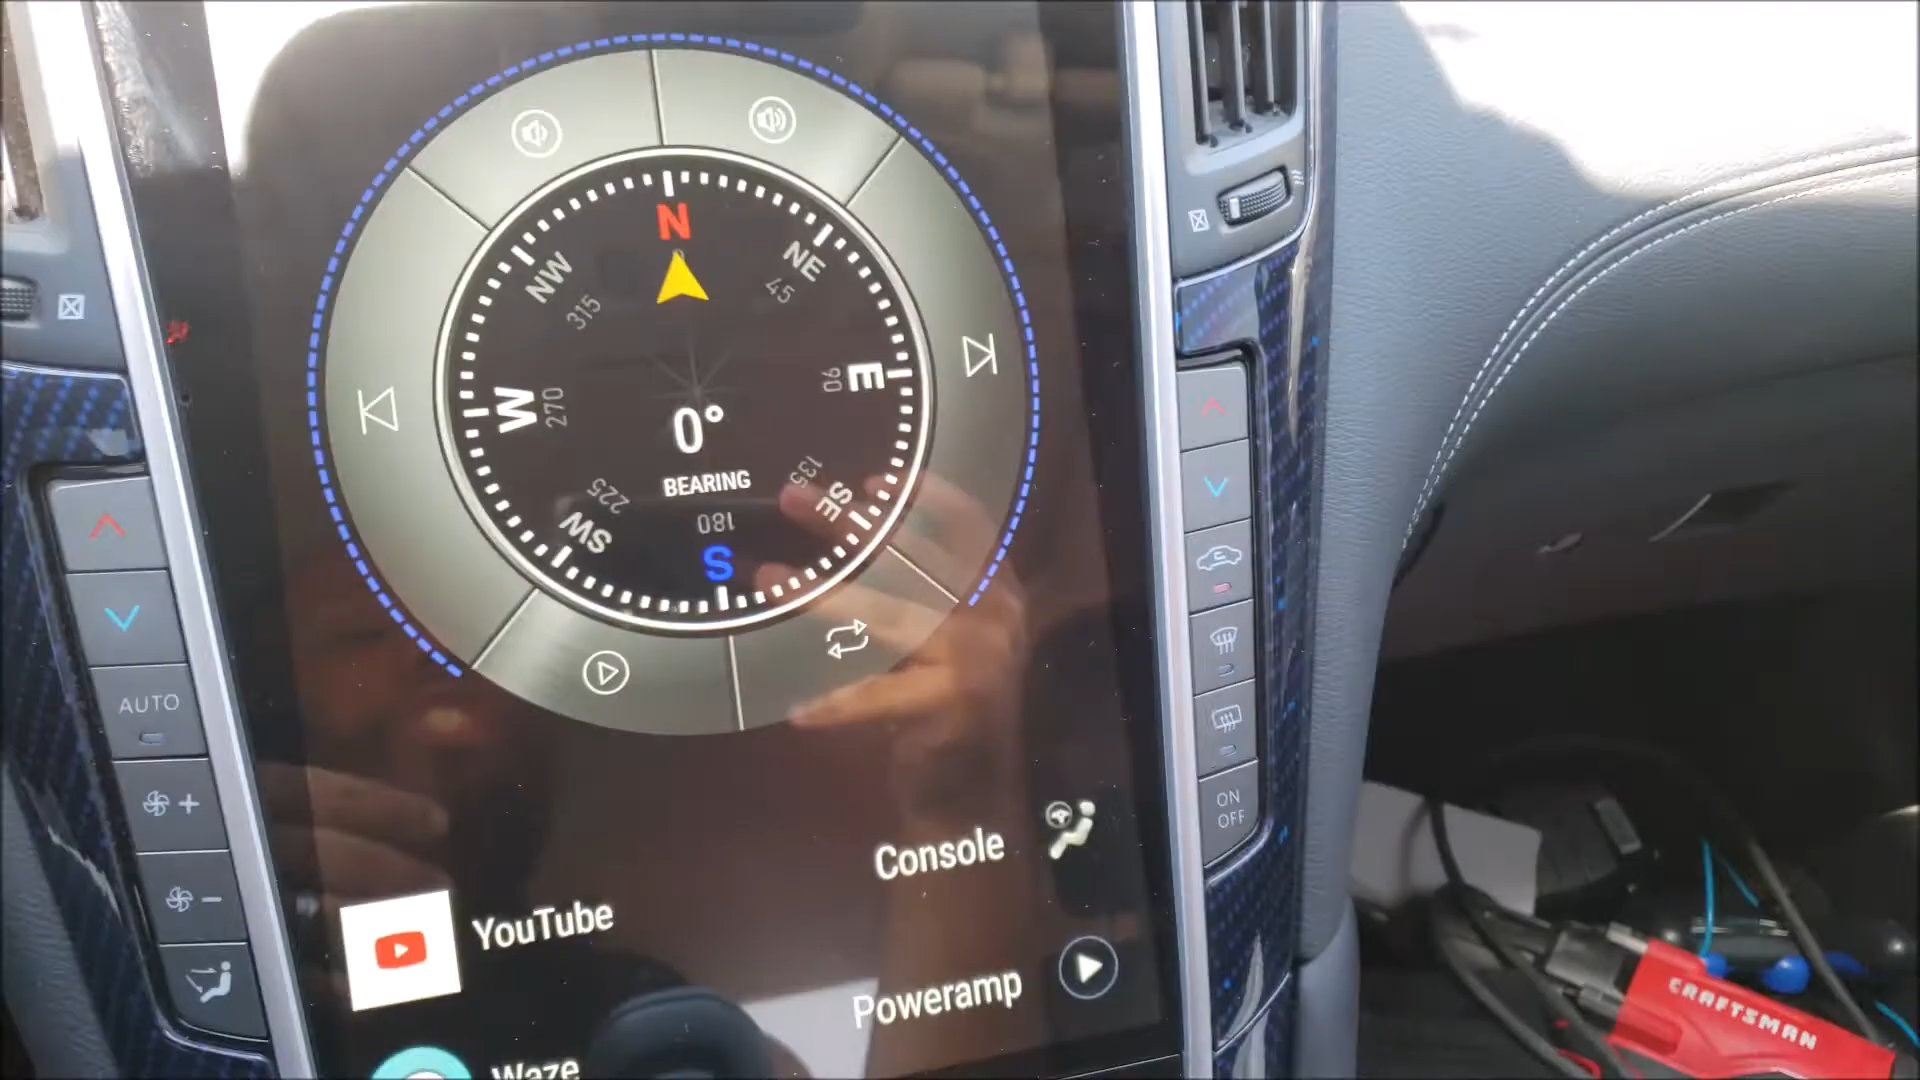 N
NW
NE
315
45
W
270
90
E
0°
BEARING
225
135
SW
SE
180
S
AUTO
+
-
ON
OFF
Console
YouTube
Poweramp
Waze
CRAFTSMAN